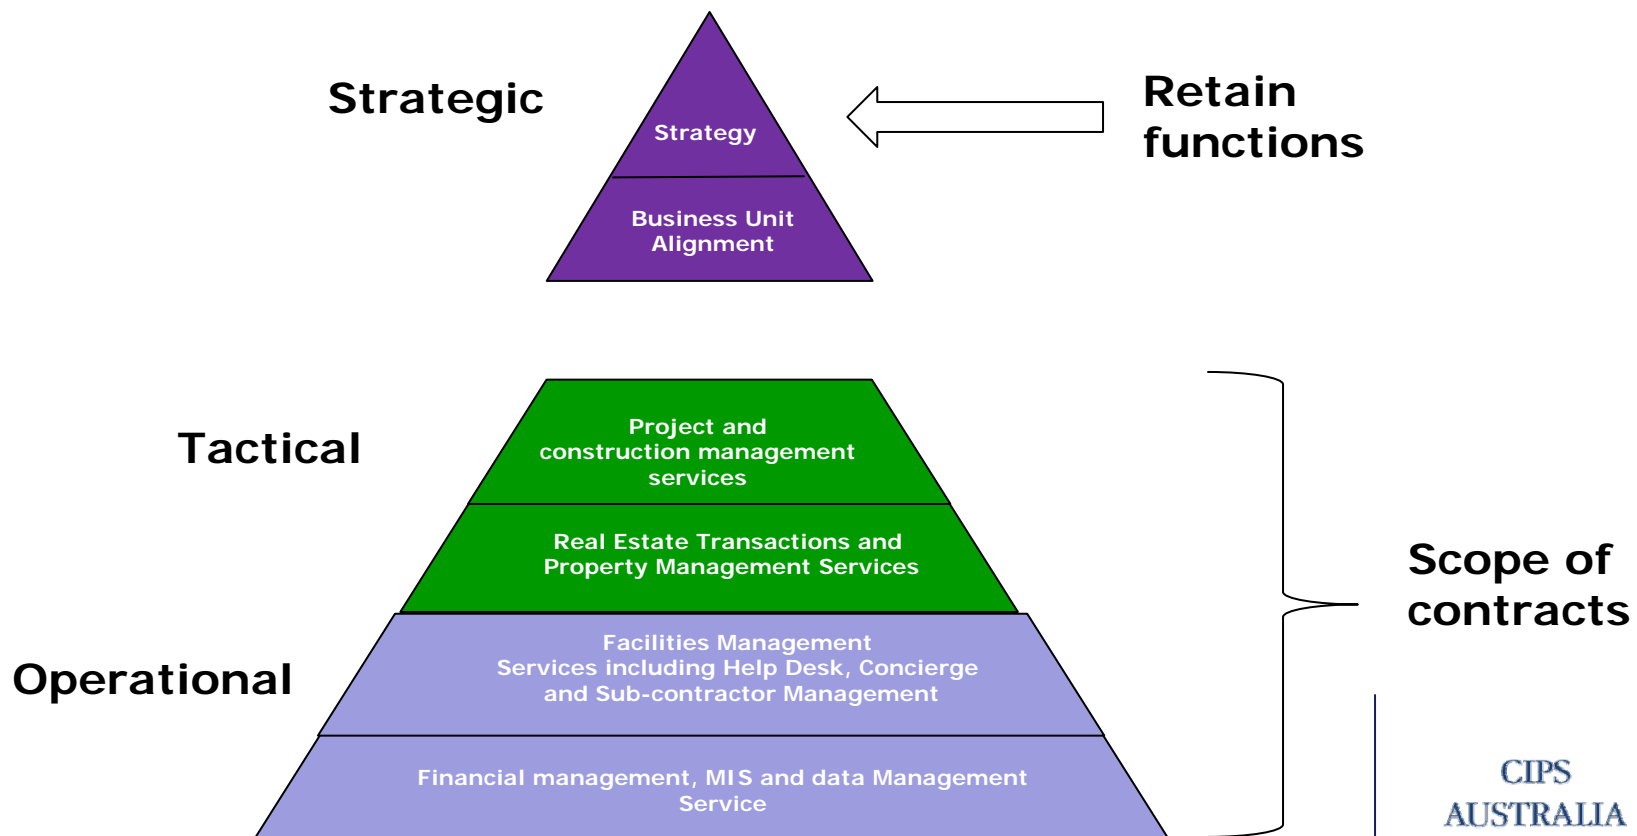 Strategic
Strategy
Business Unit
Alignment
Retain
functions
Tactical
Project and
construction management
services
Real Estate Transactions and
Property Management Services
Operational
Facilities Management
Services including Help Desk, Concierge
and Sub-contractor Management
Financial management, MIS and data Management
Service
Scope of
contracts
CIPS
AUSTRALIA